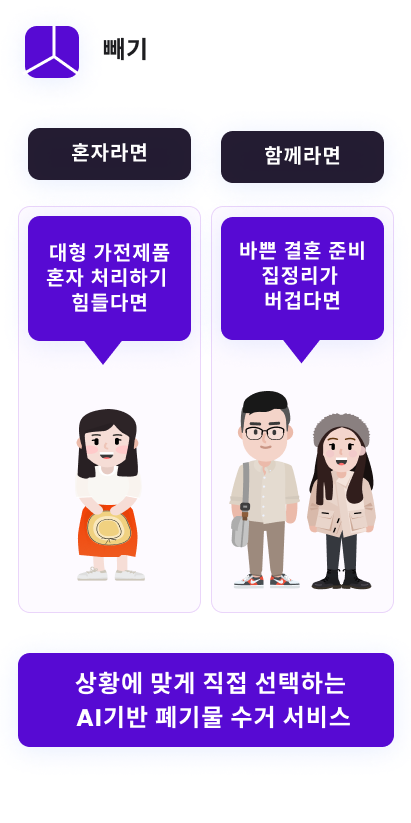 빼기
혼자라면
함께라면
대형 가전제품
혼자 처리하기
힘들다면
바쁜 결혼 준비
집정리가
버겁다면
상황에 맞게 직접 선택하는
AI기반 폐기물 수거 서비스